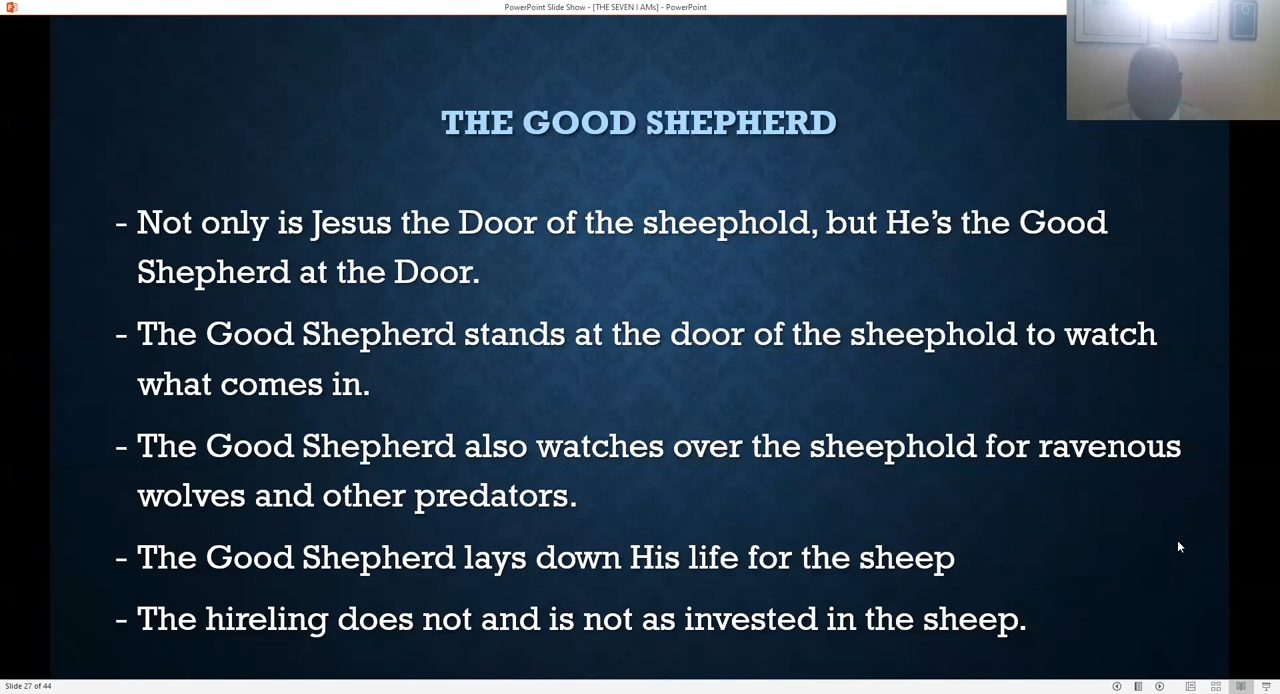 PowerPoint Slide Show - [THE SEVEN I AMs] - PowerPoint
THE GOOD SHEPHERD
- Not only is Jesus the Door of the sheephold, but He’s the Good
Shepherd at the Door.
- The Good Shepherd stands at the door of the sheephold to watch
what comes in.
- The Good Shepherd also watches over the sheephold for ravenous
wolves and other predators.
- The Good Shepherd lays down His life for the sheep
- The hireling does not and is not as invested in the sheep.
Slide 27 of 44